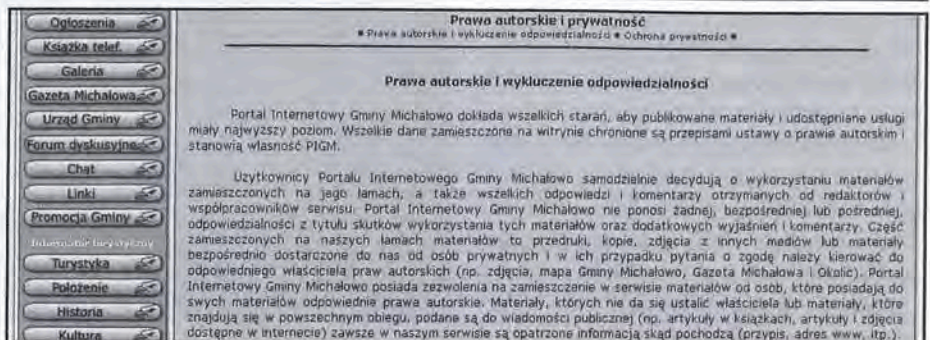 Ogłoszenia
Książka telef.
Galeria
Gazeta Michałowa
Urząd Gminy
Forum dyskusyjne
Chat
Linki
Promocja Gminy
Informator turystyczny
Turystyka
Położenie
Historia
Kultura
Prawa autorskie i prywatność
■ Prawa autorskie i wykluczenie odpowiedzialności ■ Ochrona prywatności ■
Prawa autorskie i wykluczenie odpowiedzialności
Portal Internetowy Gminy Michałowo dokłada wszelkich starań, aby publikowane materiały i udostępniane usługi
miały najwyższy poziom. Wszelkie dane zamieszczone na witrynie chronione są przepisami ustawy o prawie autorskim i
stanowią własność PIGM.
Użytkownicy Portalu Internetowego Gminy Michałowo samodzielnie decydują o wykorzystaniu materiałów
zamieszczonych na jego łamach, a także wszelkich odpowiedzi i komentarzy otrzymanych od redaktorów i
współpracowników serwisu. Portal Internetowy Gminy Michałowo nie ponosi żadnej, bezpośredniej lub pośredniej,
odpowiedzialności z tytułu skutków wykorzystania tych materiałów oraz dodatkowych wyjaśnień i komentarzy. Część
zamieszczonych na naszych łamach materiałów to przedruki, kopie, zdjęcia z innych mediów lub materiały
bezpośrednio dostarczone do nas od osób prywatnych i w ich przypadku pytania o zgodę należy kierować do
odpowiedniego właściciela praw autorskich (np. zdjęcia, mapa Gminy Michałowo, Gazeta Michałowa i Okolic). Portal
Internetowy Gminy Michałowo posiada zezwolenia na zamieszczanie w serwisie materiałów od osób, które posiadają do
swych materiałów odpowiednie prawa autorskie. Materiały, których nie da się ustalić właściciela lub materiały, które
znajdują się w powszechnym obiegu, podane są do wiadomości publicznej (np. artykuły w książkach, artykuły i zdjęcia
dostępne w internecie) zawsze w naszym serwisie są opatrzone informacją skąd pochodzą (przypis, adres www, itp.).